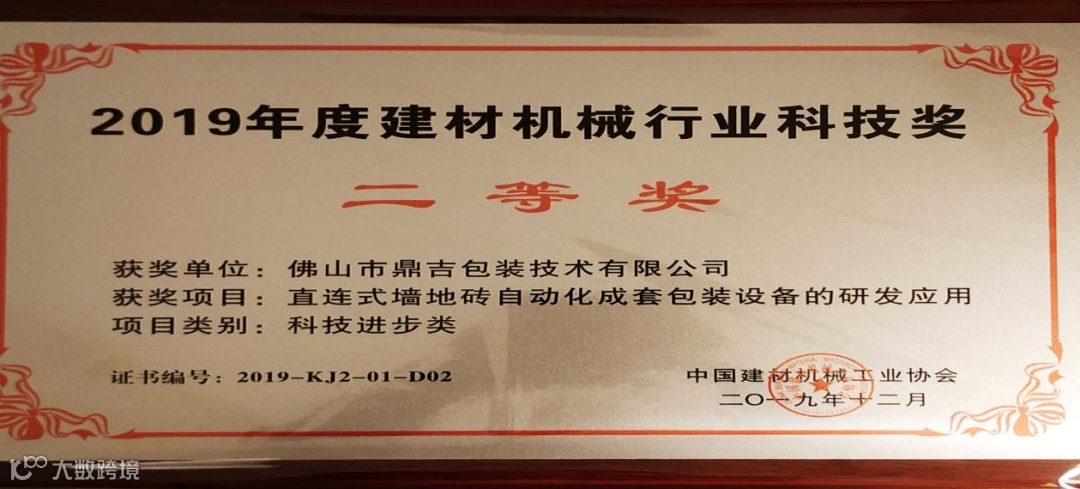 2019年度建材机械行业科技奖
二等奖
获奖单位：佛山市鼎吉包装技术有限公司
获奖项目：直连式墙地砖自动化成套包装设备的研发应用
项目类别：科技进步类
证书编号：2019-KJ2-01-D02
中国建材机械工业协会
二〇一九年十二月
大数跨境